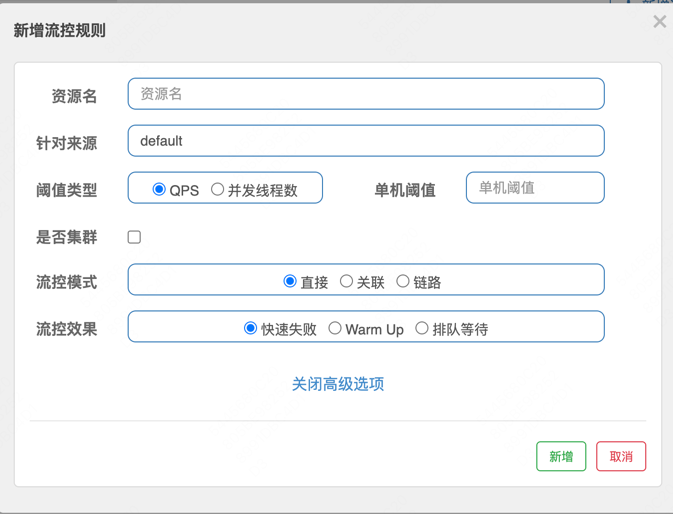 新增流控规则
资源名 资源名
针对来源 default
阈值类型 QPS 并发线程数 单机阈值 单机阈值
是否集群
流控模式 直接 关联 链路
流控效果 快速失败 Warm Up 排队等待
关闭高级选项
新增 取消